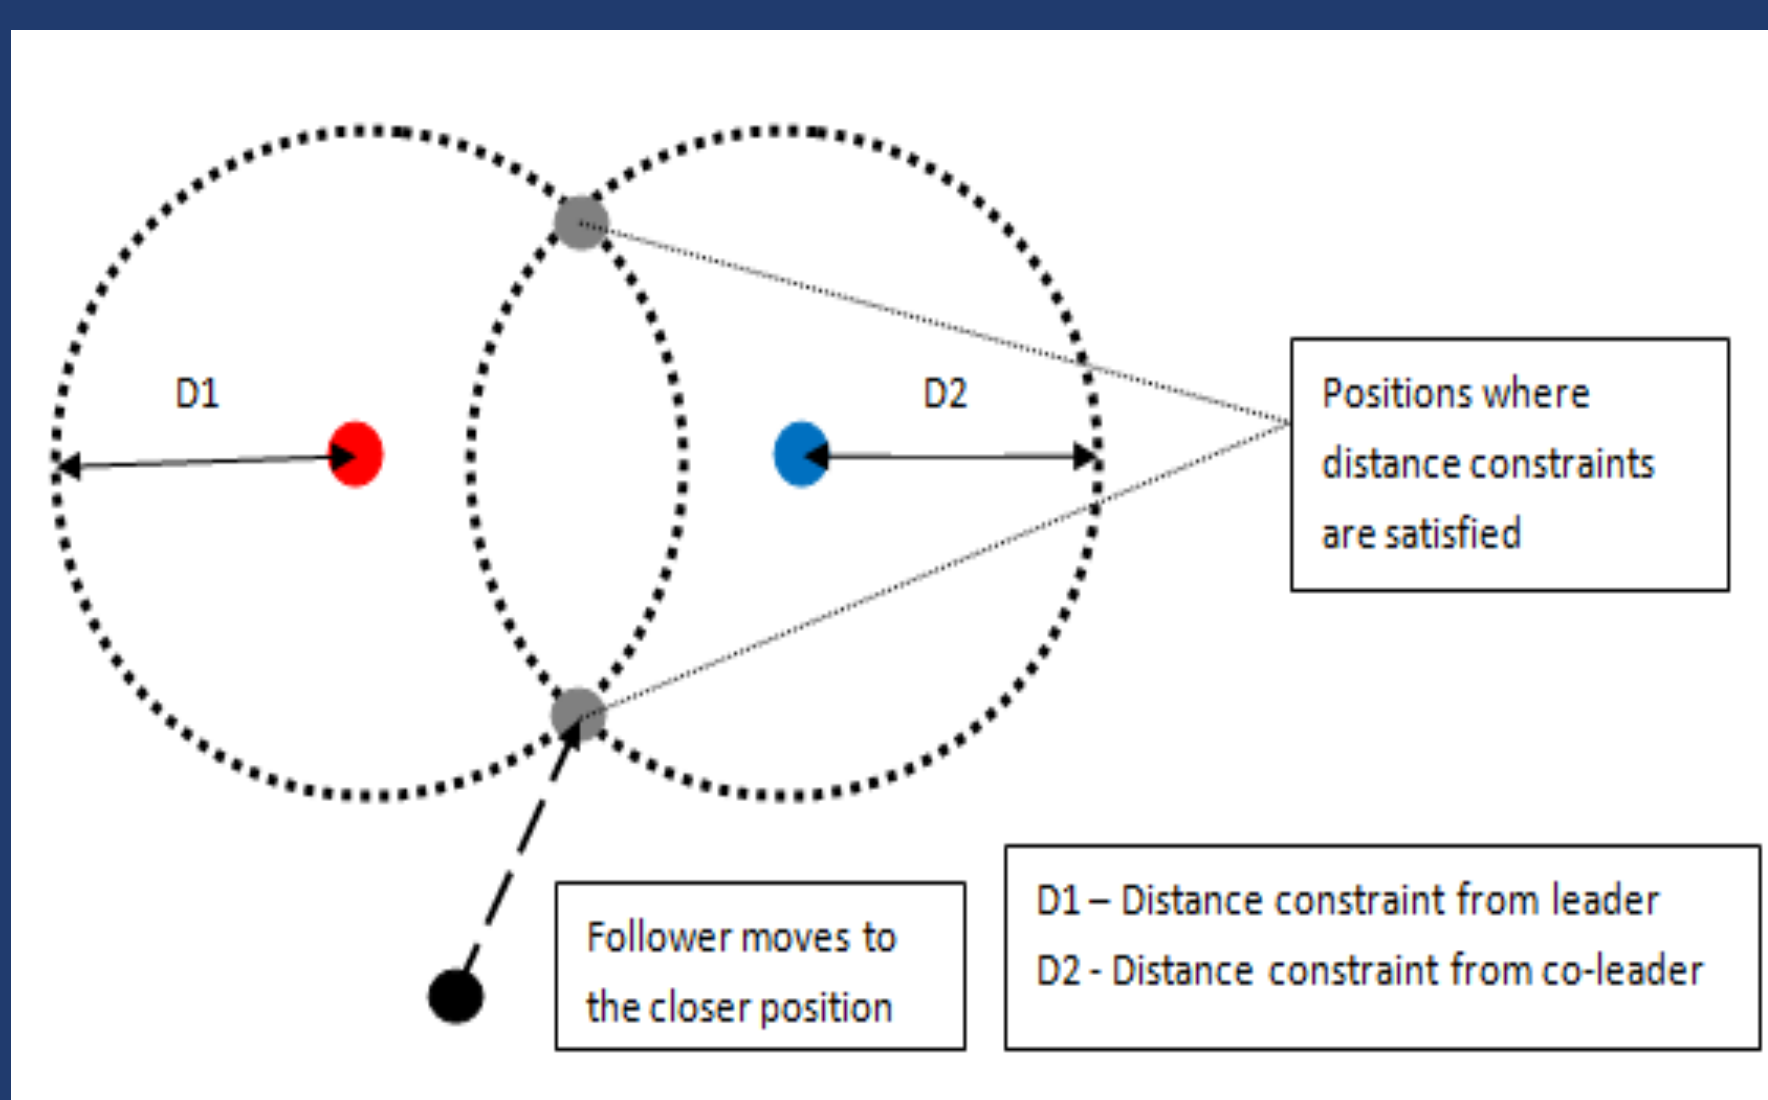 D1
D2
Positions where
distance constraints
are satisfied
Follower moves to
the closer position
D1 – Distance constraint from leader
D2 - Distance constraint from co-leader